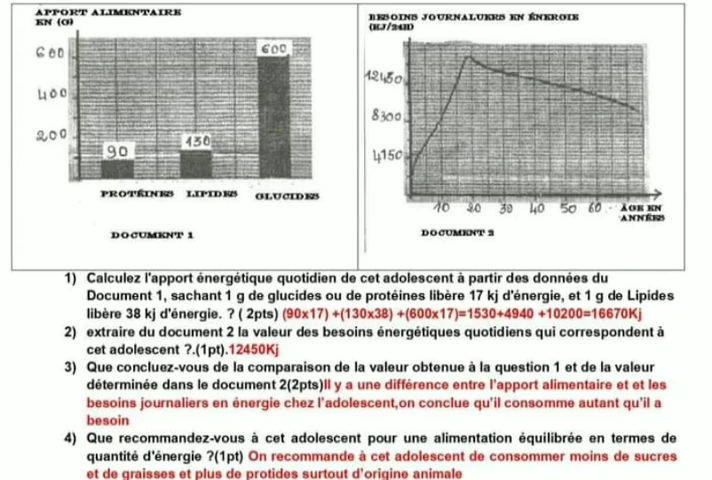 APPORT ALIMENTAIRE
EN (G)
600
400
200
90
130
600
PROTÉINES LIPIDES GLUCIDES
DOCUMENT 1
BESOINS JOURNALIERS EN ÉNERGIE
(KJ/24H)
12450
8300
4150
10 20 30 40 50 60
ÂGE EN
ANNÉES
DOCUMENT 2
1) Calculez l'apport énergétique quotidien de cet adolescent à partir des données du
Document 1, sachant 1 g de glucides ou de protéines libère 17 kj d'énergie, et 1 g de Lipides
libère 38 kj d'énergie. ? ( 2pts) (90x17) +(130x38) +(600x17)=1530+4940 +10200=16670Kj
2) extraire du document 2 la valeur des besoins énergétiques quotidiens qui correspondent à
cet adolescent ?.(1pt).12450Kj
3) Que concluez-vous de la comparaison de la valeur obtenue à la question 1 et de la valeur
déterminée dans le document 2(2pts)Il y a une différence entre l'apport alimentaire et et les
besoins journaliers en énergie chez l'adolescent,on conclue qu'il consomme autant qu'il a
besoin
4) Que recommandez-vous à cet adolescent pour une alimentation équilibrée en termes de
quantité d'énergie ?(1pt) On recommande à cet adolescent de consommer moins de sucres
et de graisses et plus de protides surtout d'origine animale